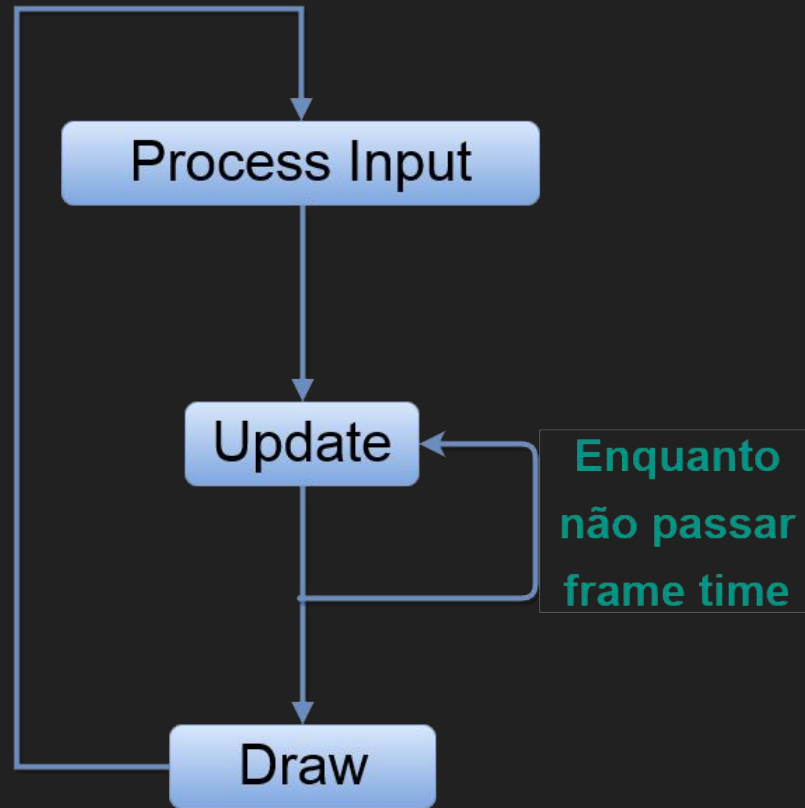 Process Input
Update
Enquanto
não passar
frame time
Draw